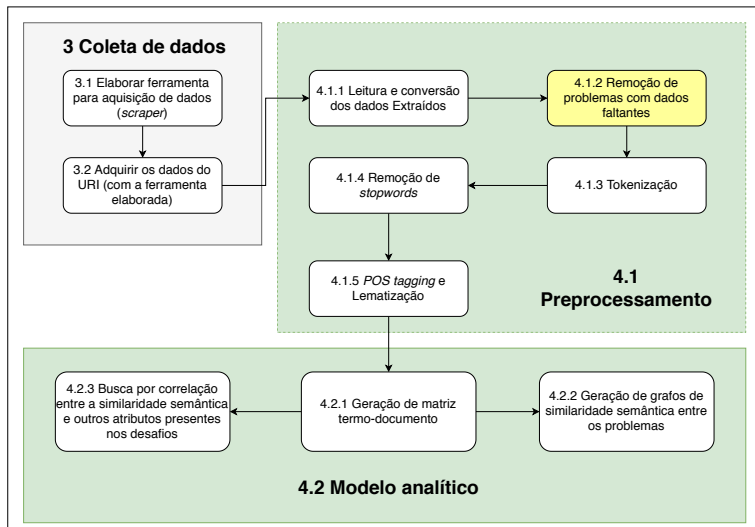 3 Coleta de dados
3.1 Elaborar ferramenta
para aquisição de dados
(scraper)
3.2 Adquirir os dados do
URI (com a ferramenta
elaborada)
4.1.1 Leitura e conversão
dos dados Extraídos
4.1.2 Remoção de
problemas com dados
faltantes
4.1.3 Tokenização
4.1.4 Remoção de
stopwords
4.1.5 POS tagging e
Lematização
4.1
Preprocessamento
4.2.3 Busca por correlação
entre a similaridade semântica
e outros atributos presentes
nos desafios
4.2.1 Geração de matriz
termo-documento
4.2.2 Geração de grafos
de similaridade semântica entre
os problemas
4.2 Modelo analítico